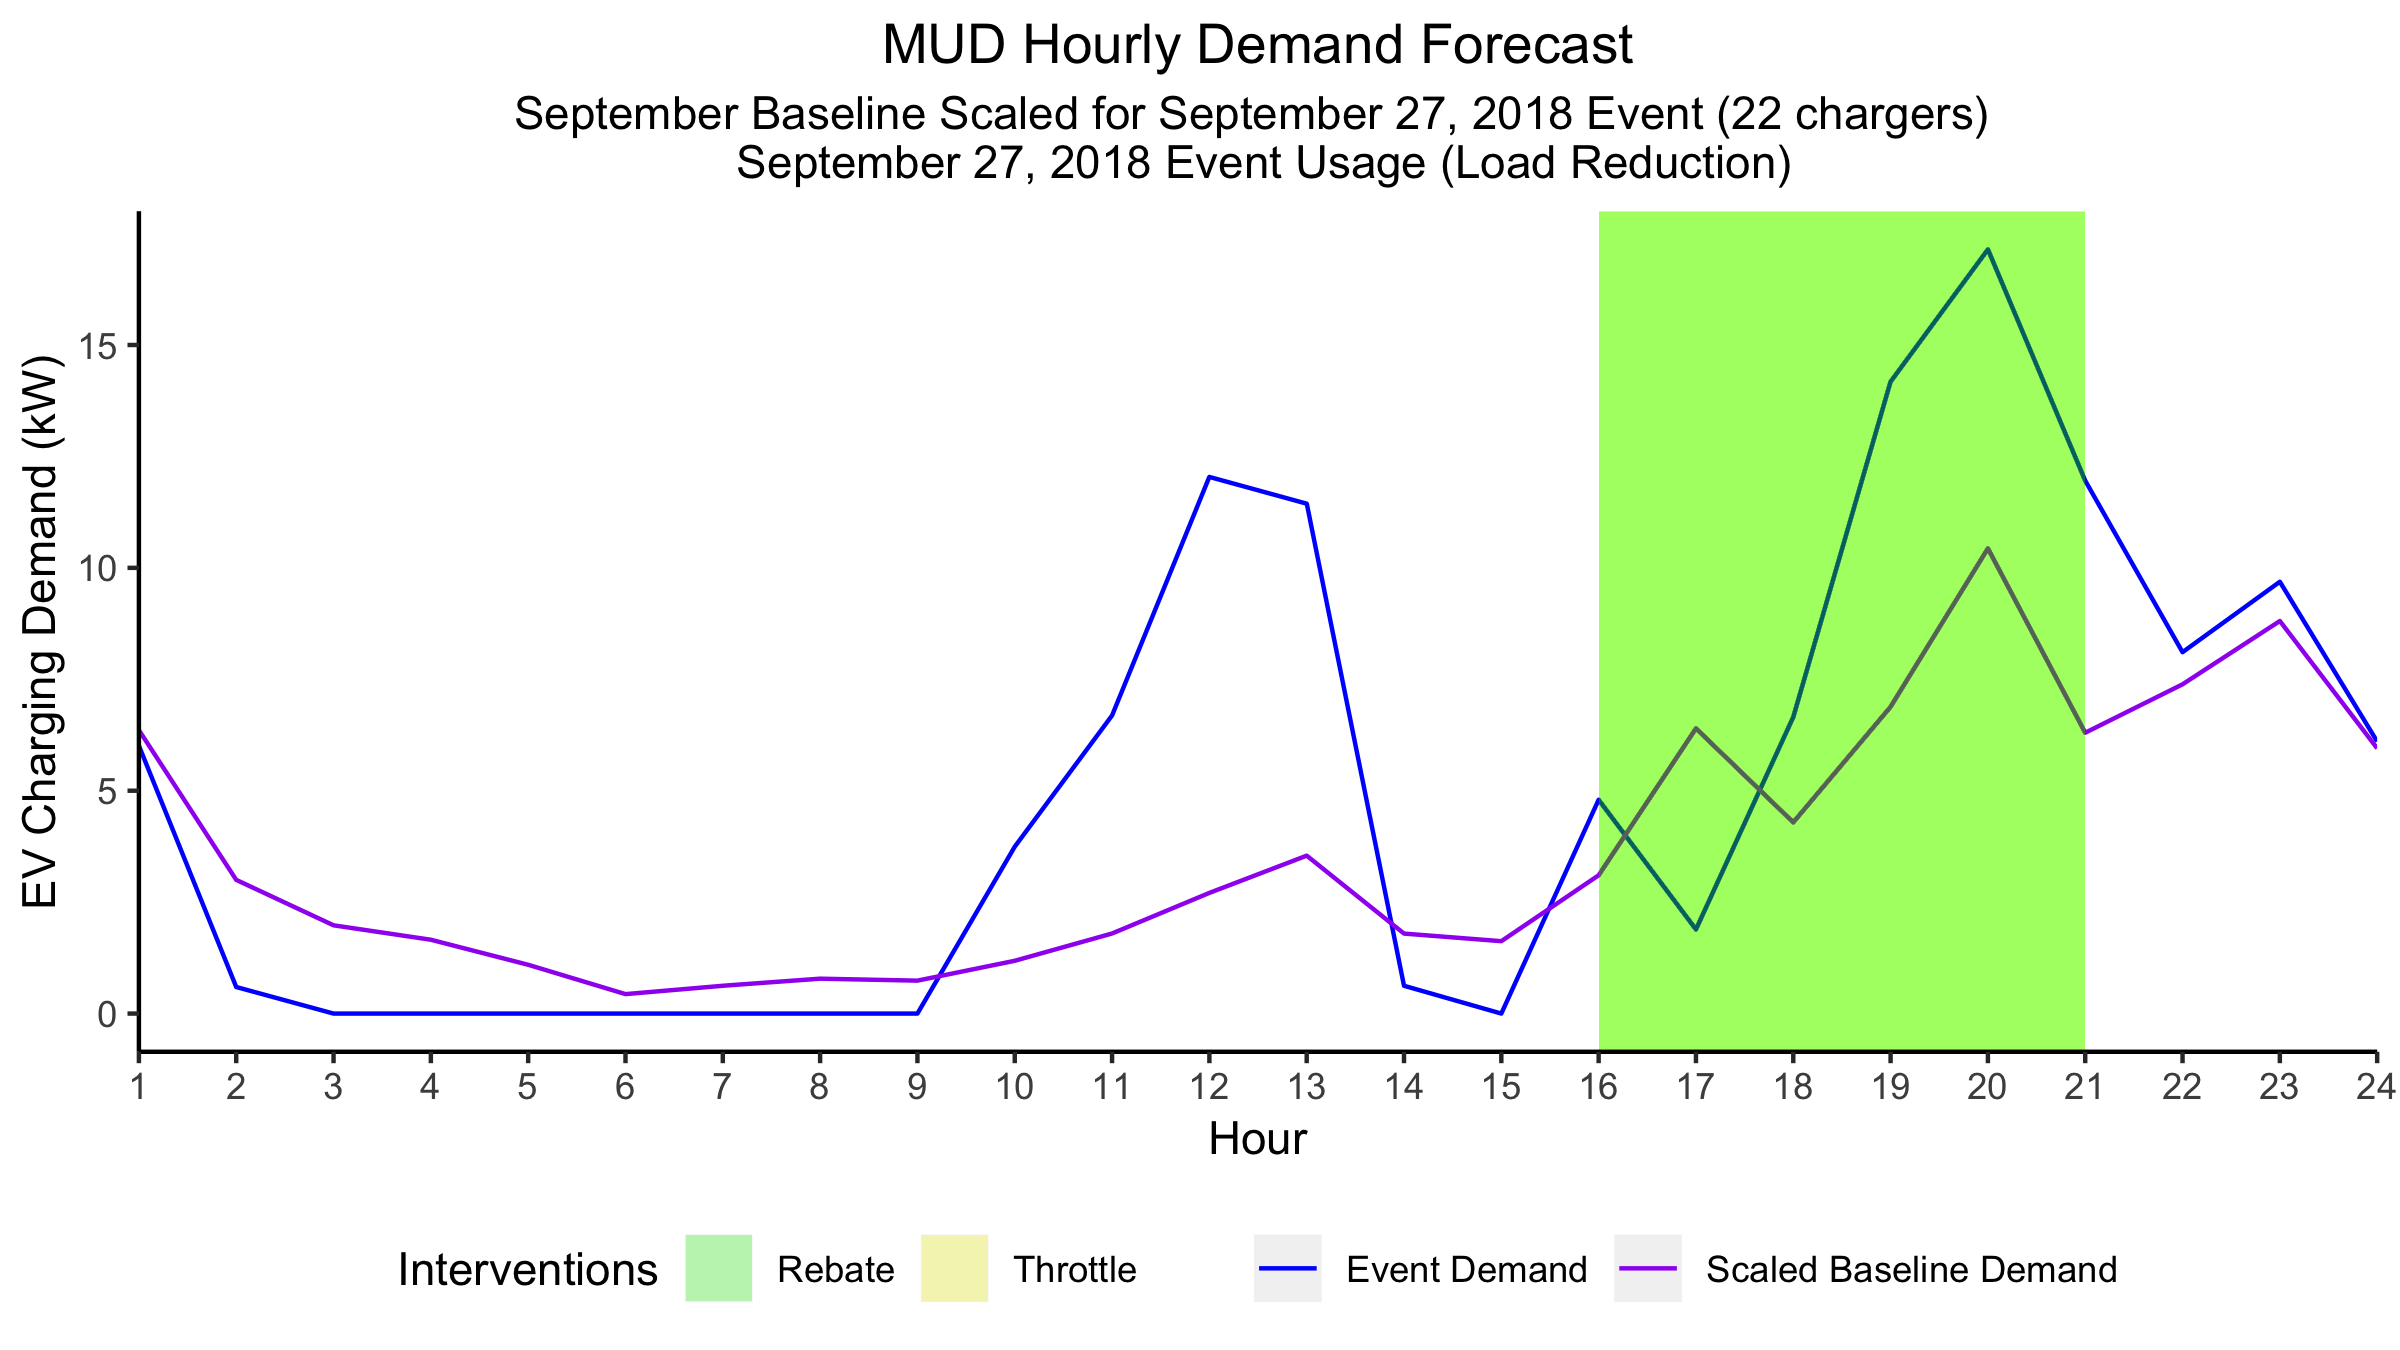 MUD Hourly Demand Forecast
September Baseline Scaled for September 27, 2018 Event (22 chargers)
September 27, 2018 Event Usage (Load Reduction)
EV Charging Demand (kW)
15
10
5
0
1 2 3 4 5 6 7 8 9 10 11 12 13 14 15 16 17 18 19 20 21 22 23 24
Hour
Interventions Rebate Throttle Event Demand Scaled Baseline Demand